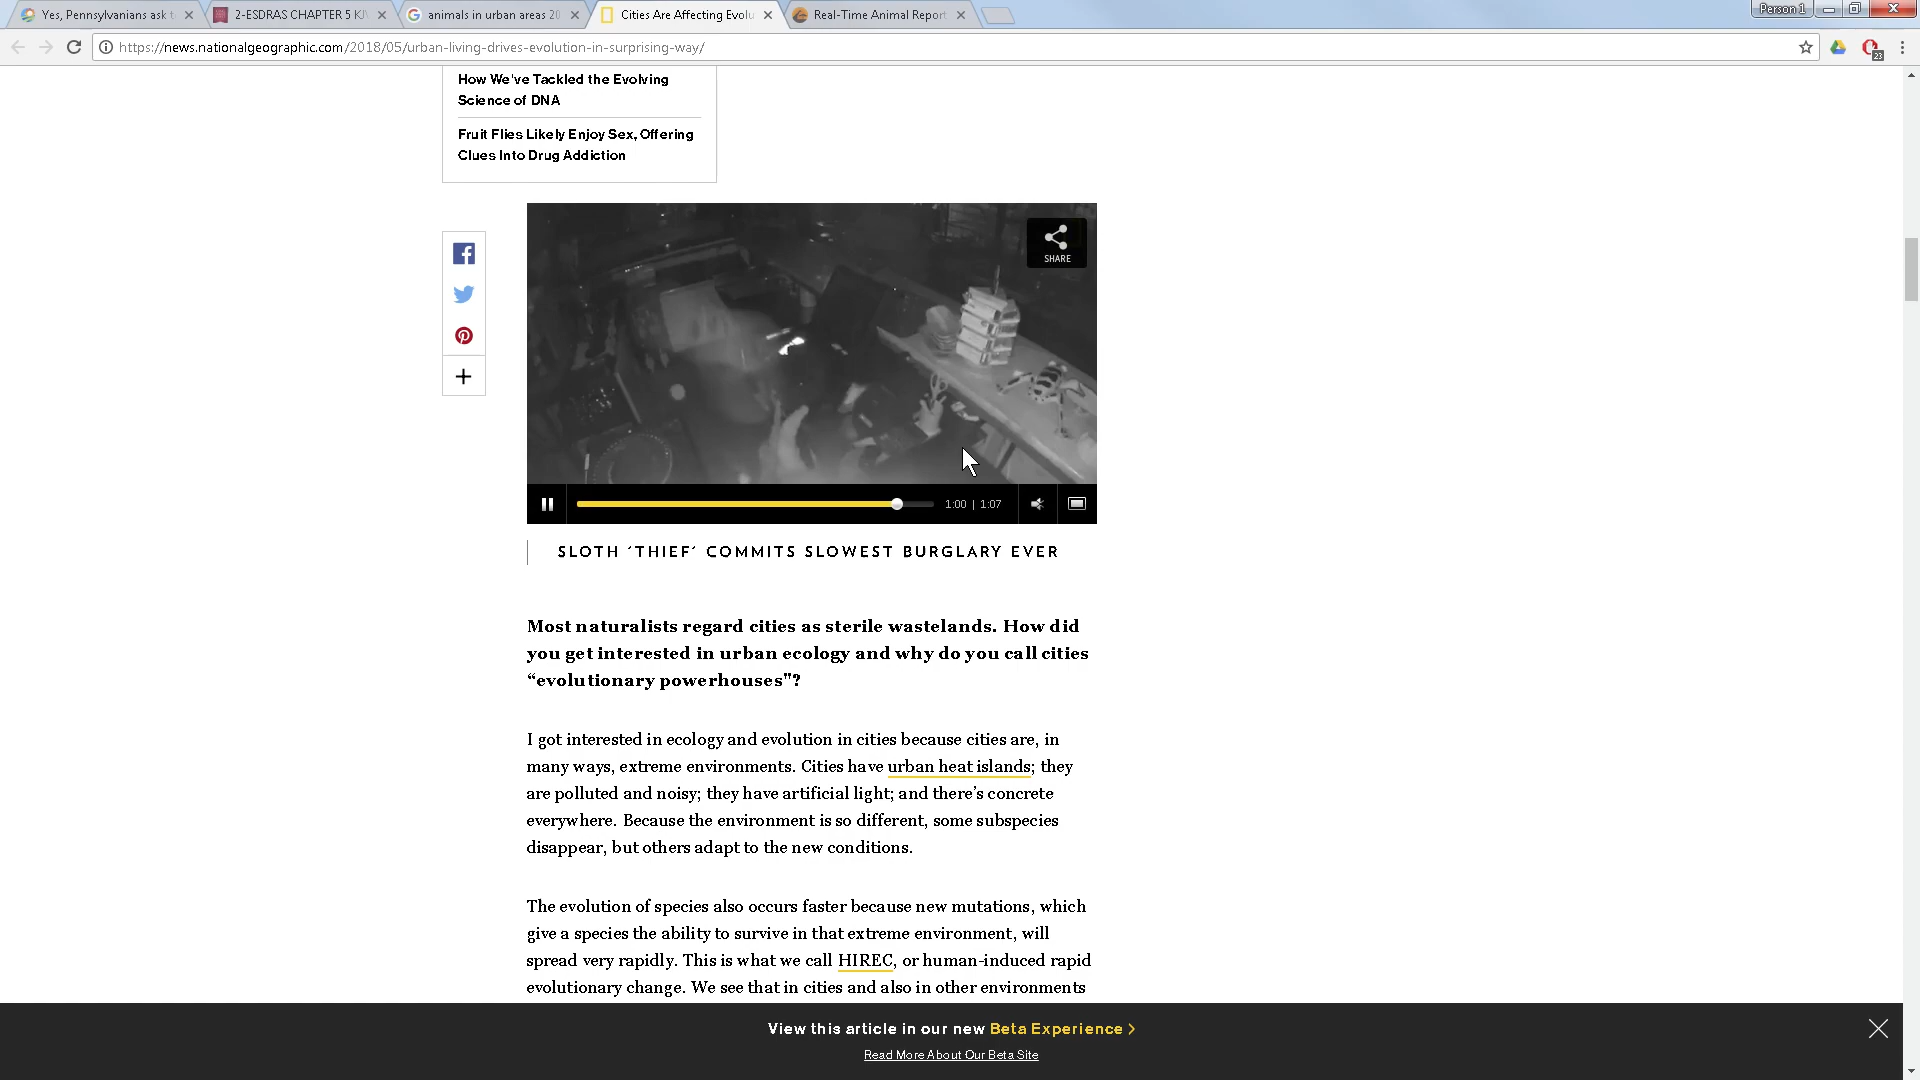 Yes, Pennsylvanians ask t
2-ESDRAS CHAPTER 5 KJ
animals in urban areas 20
Cities Are Affecting Evolu
Real-Time Animal Report
Person 1
https://news.nationalgeographic.com/2018/05/urban-living-drives-evolution-in-surprising-way/
23
How We've Tackled the Evolving
Science of DNA
Fruit Flies Likely Enjoy Sex, Offering
Clues Into Drug Addiction
SHARE
1:00 | 1:07
SLOTH ‘THIEF’ COMMITS SLOWEST BURGLARY EVER
Most naturalists regard cities as sterile wastelands. How did
you get interested in urban ecology and why do you call cities
“evolutionary powerhouses"?
I got interested in ecology and evolution in cities because cities are, in
many ways, extreme environments. Cities have urban heat islands; they
are polluted and noisy; they have artificial light; and there’s concrete
everywhere. Because the environment is so different, some subspecies
disappear, but others adapt to the new conditions.
The evolution of species also occurs faster because new mutations, which
give a species the ability to survive in that extreme environment, will
spread very rapidly. This is what we call HIREC, or human-induced rapid
evolutionary change. We see that in cities and also in other environments
View this article in our new Beta Experience >
Read More About Our Beta Site